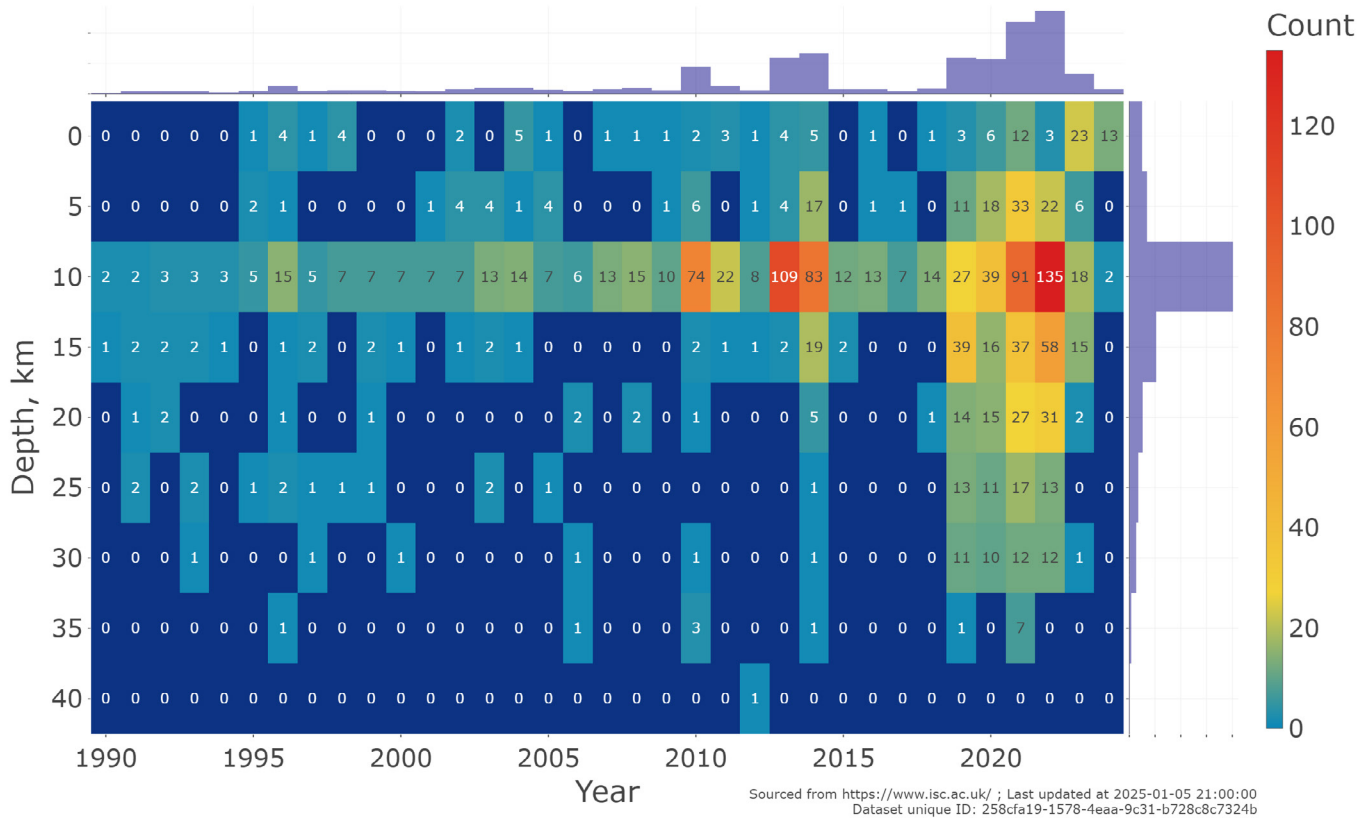 Count
0 0 0 0 0 0 1 4 1 4 0 0 0 2 0 5 1 0 1 1 1 2 3 1 4 5 0 1 0 1 3 6 12 3 23 13
5 0 0 0 0 0 2 1 0 0 0 0 1 4 4 1 4 0 0 0 1 6 0 1 4 17 0 1 1 0 11 18 33 22 6 0
10 2 2 3 3 3 5 15 5 7 7 7 7 7 13 14 7 6 13 15 10 74 22 8 109 83 12 13 7 14 27 39 91 135 18 2
15 1 2 2 2 1 0 1 2 0 2 1 0 1 2 1 0 0 0 0 0 2 1 1 2 19 2 0 0 0 39 16 37 58 15 0
20 0 1 2 0 0 0 1 0 0 1 0 0 0 0 0 0 2 0 2 0 1 0 0 0 5 0 0 0 1 14 15 27 31 2 0
25 0 2 0 2 0 1 2 1 1 1 0 0 0 2 0 1 0 0 0 0 0 0 0 0 1 0 0 0 0 13 11 17 13 0 0
30 0 0 0 1 0 0 0 1 0 0 1 0 0 0 0 0 1 0 0 0 1 0 0 0 1 0 0 0 0 11 10 12 12 1 0
35 0 0 0 0 0 0 1 0 0 0 0 0 0 0 0 0 1 0 0 0 3 0 0 0 1 0 0 0 0 1 0 7 0 0 0
40 0 0 0 0 0 0 0 0 0 0 0 0 0 0 0 0 0 0 0 0 0 0 1 0 0 0 0 0 0 0 0 0 0 0 0
Depth, km
1990 1995 2000 2005 2010 2015 2020
Year
120
100
80
60
40
20
0
Sourced from https://www.isc.ac.uk/ ; Last updated at 2025-01-05 21:00:00
Dataset unique ID: 258cfa19-1578-4eaa-9c31-b728c8c7324b